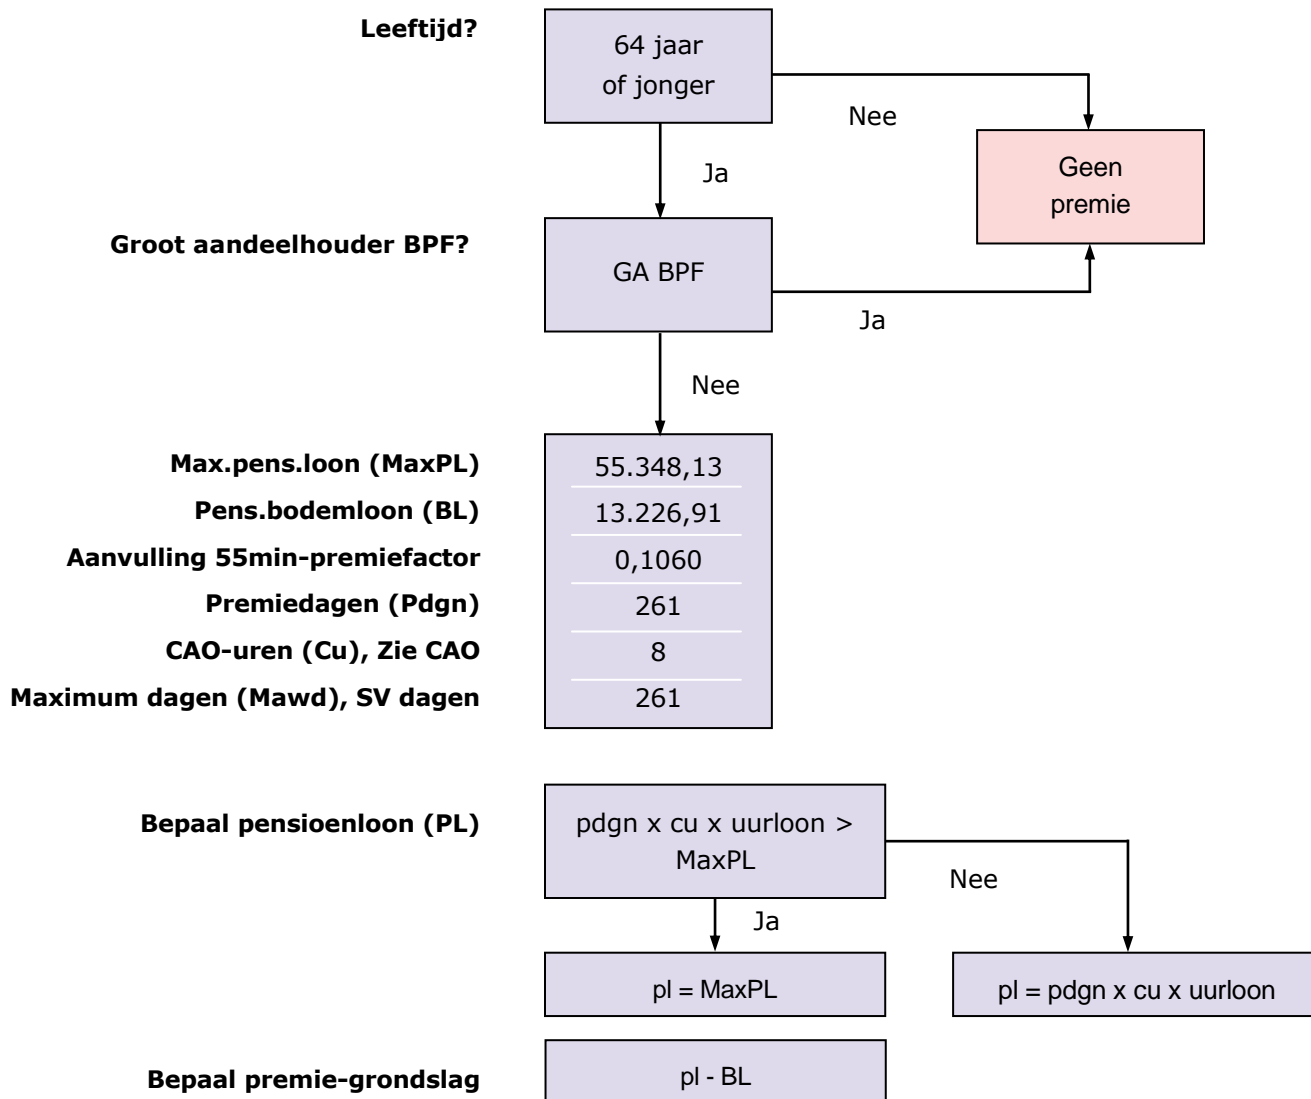 Leeftijd?
64 jaar
of jonger
Nee
Geen
premie
Ja
Groot aandeelhouder BPF?
GA BPF
Ja
Nee
Max.pens.loon (MaxPL) 55.348,13
Pens.bodemloon (BL) 13.226,91
Aanvulling 55min-premiefactor 0,1060
Premiedagen (Pdgn) 261
CAO-uren (Cu), Zie CAO 8
Maximum dagen (Mawd), SV dagen 261
Bepaal pensioenloon (PL)
pdgn x cu x uurloon >
MaxPL
Nee
Ja
pl = MaxPL
pl = pdgn x cu x uurloon
Bepaal premie-grondslag
pl - BL